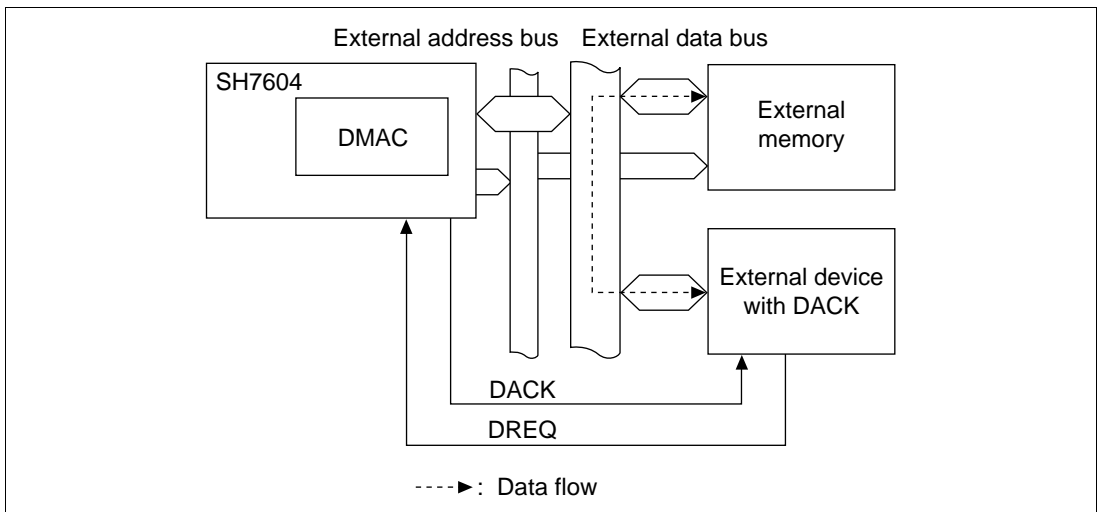 External address bus External data bus
SH7604
DMAC
External
memory
External device
with DACK
DACK
DREQ
: Data flow